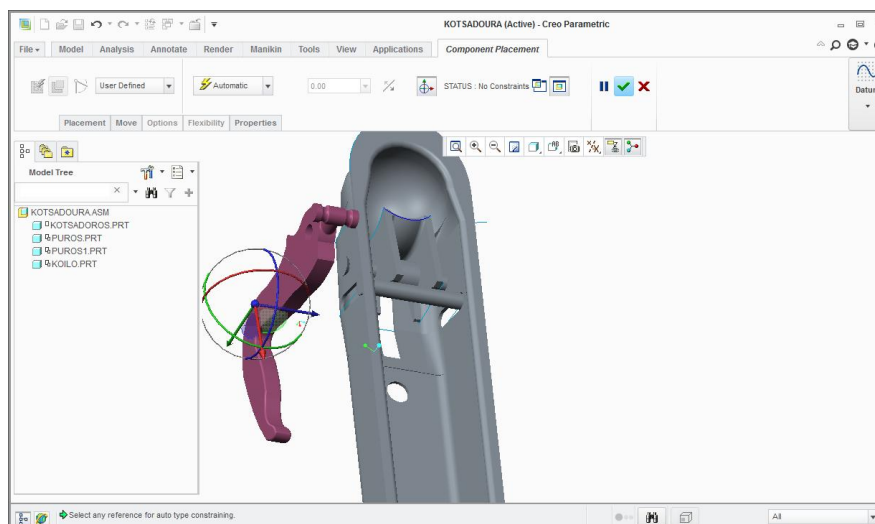 KOTSADOURA (Active) - Creo Parametric
File Model Analysis Annotate Render Manikin Tools View Applications Component Placement
User Defined Automatic 0.00 STATUS : No Constraints
Datum
Placement Move Options Flexibility Properties
Model Tree
KOTSADOURA.ASM
KOTSADOROS.PRT
PUROS.PRT
PUROS1.PRT
KOILO.PRT
Select any reference for auto type constraining.
All